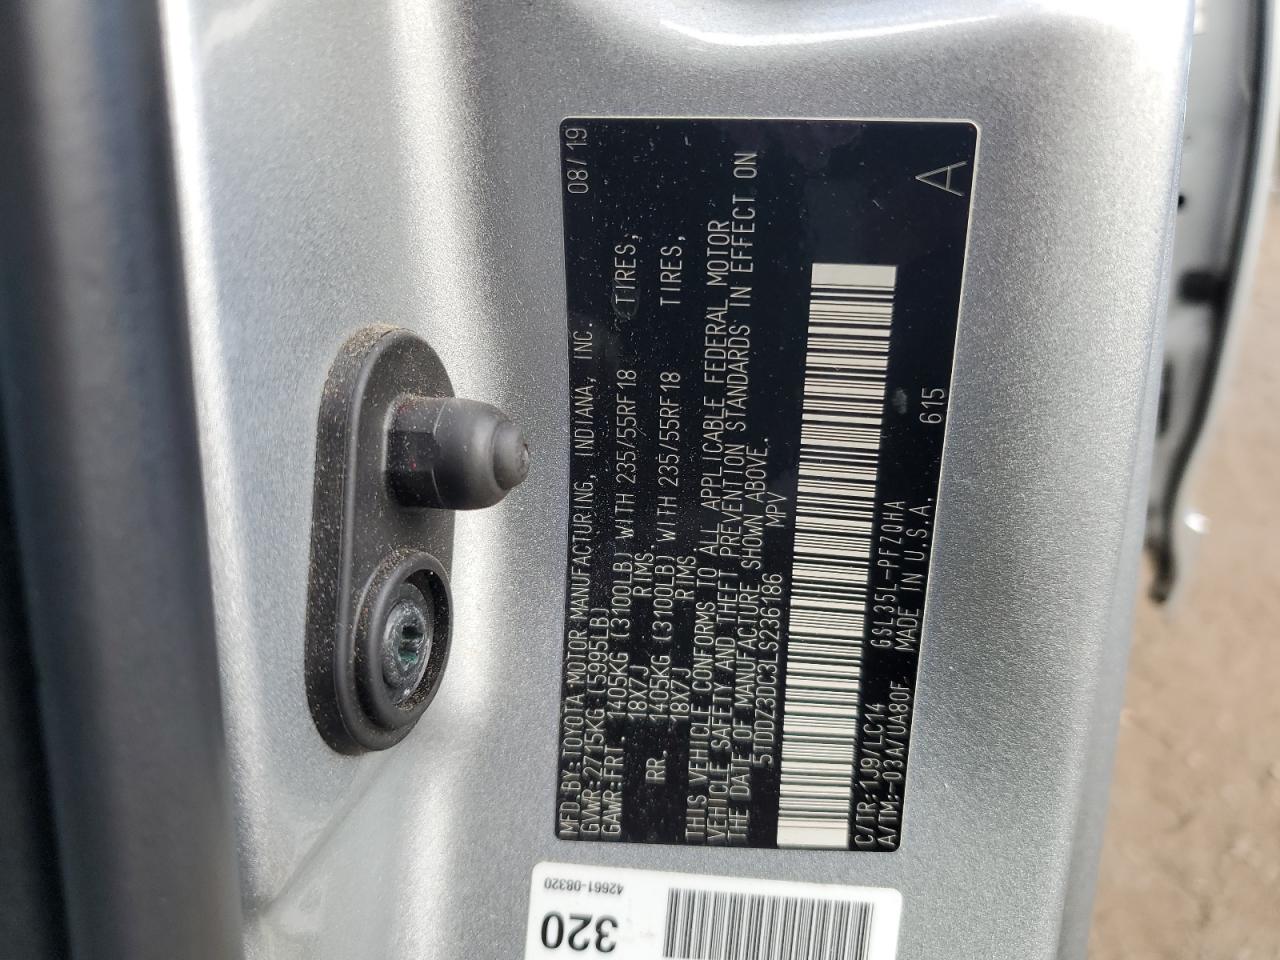 MFD.BY:TOYOTA MOTOR MANUFACTURING, INDIANA, INC. 08/19
GVWR:2715KG (5995LB)
GAWR:FRT 1405KG (3100LB) WITH 235/55RF18 TIRES,
18X7J RIMS
RR 1405KG (3100LB) WITH 235/55RF18 TIRES,
18X7J RIMS
THIS VEHICLE CONFORMS TO ALL APPLICABLE FEDERAL MOTOR
VEHICLE SAFETY AND THEFT PREVENTION STANDARDS IN EFFECT ON
THE DATE OF MANUFACTURE SHOWN ABOVE.
5TDDZ3DC3LS236186 MPV
C/TR:1J9/LC14 GSL35L-PFZQHA
A/TM:-03A/UA80F MADE IN U.S.A. 615
A
42661-08320
320